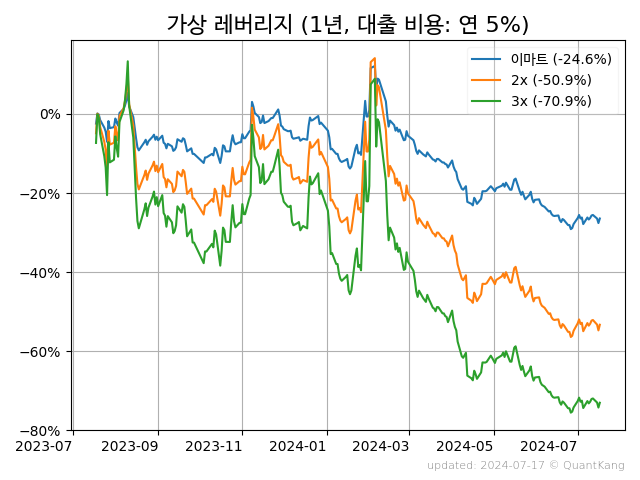 가상 레버리지 (1년, 대출 비용: 연 5%)
이마트 (-24.6%)
2x (-50.9%)
3x (-70.9%)
0%
−20%
−40%
−60%
−80%
2023-07 2023-09 2023-11 2024-01 2024-03 2024-05 2024-07
updated: 2024-07-17 © QuantKang